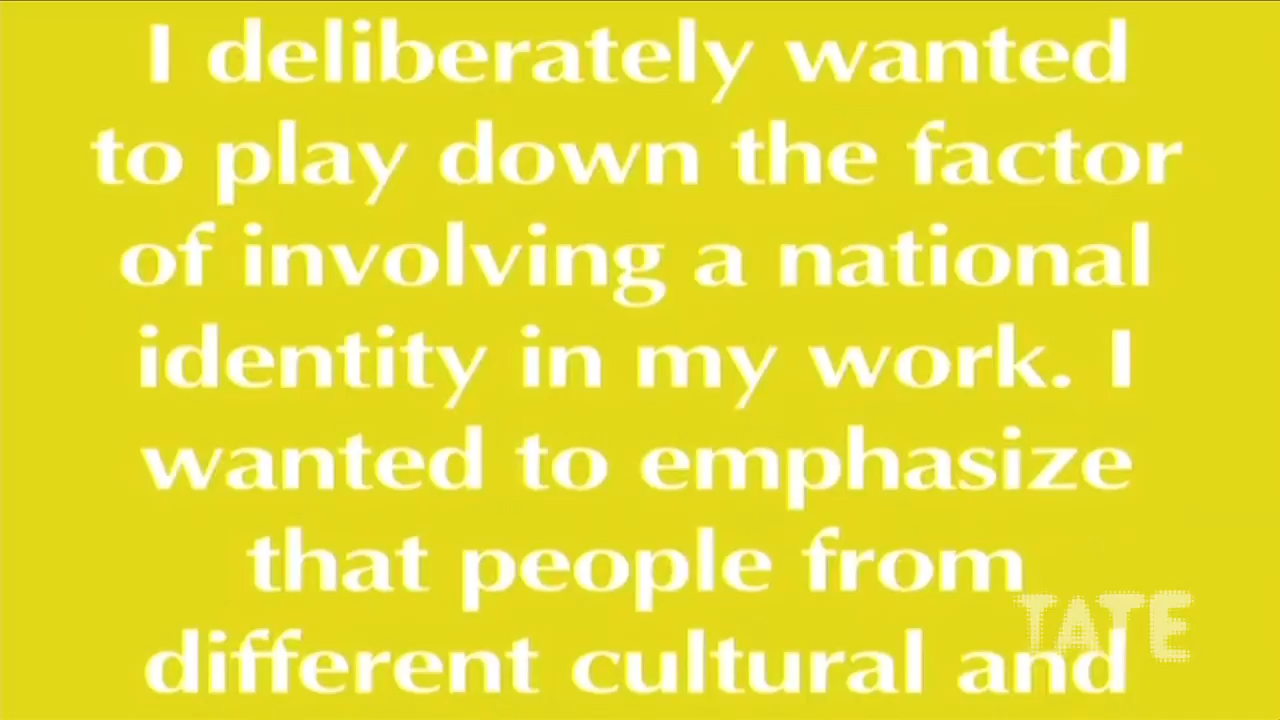 I deliberately wanted
to play down the factor
of involving a national
identity in my work. I
wanted to emphasize
that people from
different cultural and
TATE